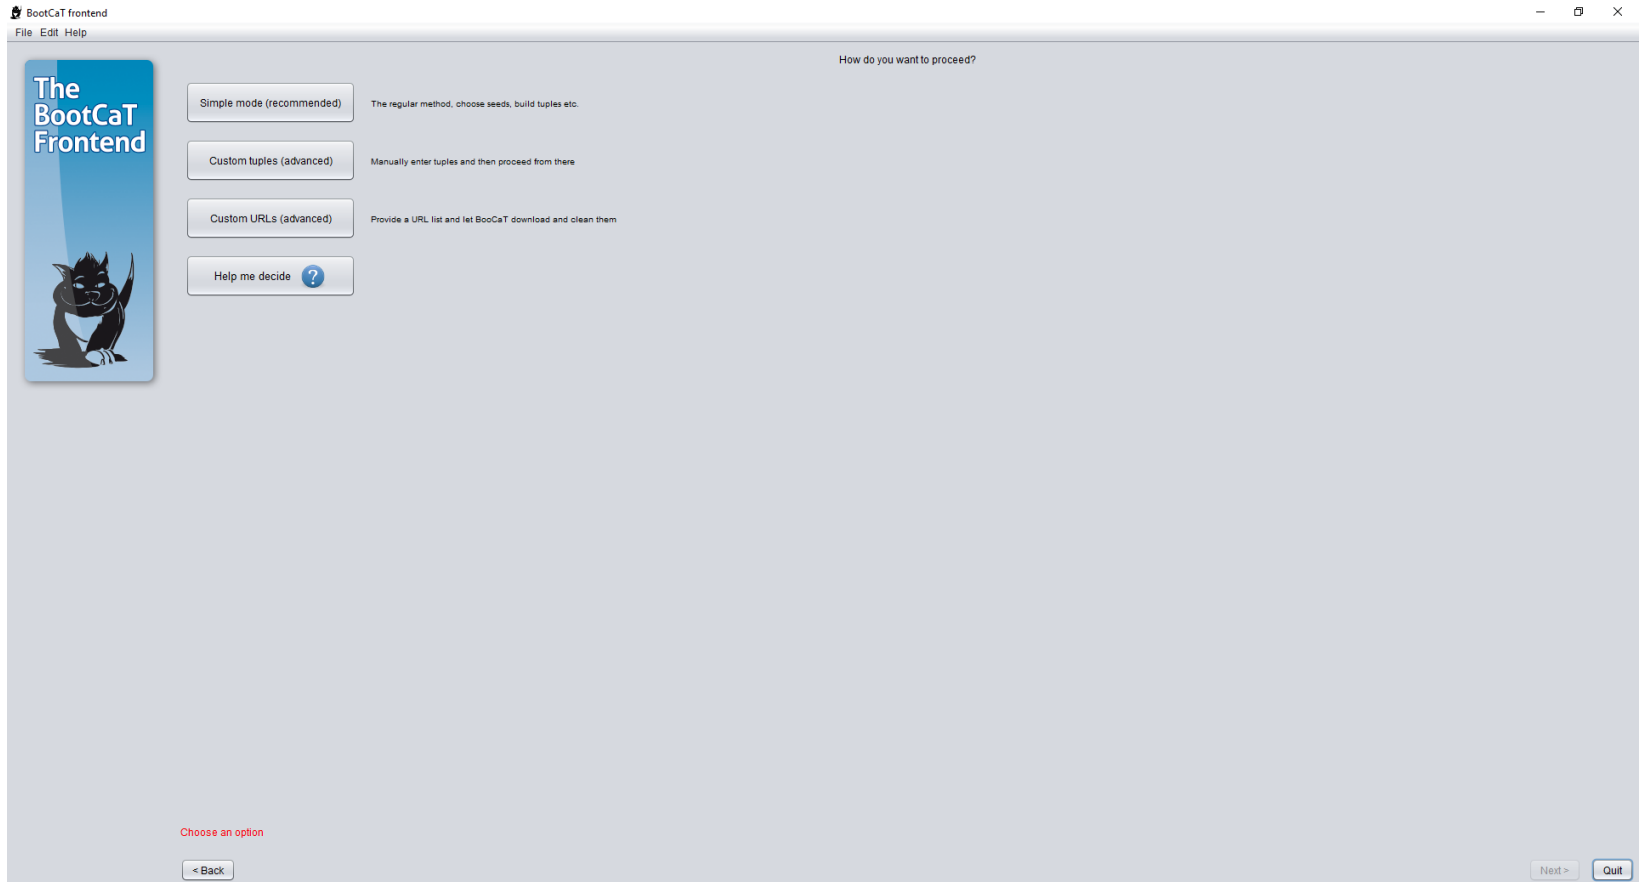 BootCaT frontend
File Edit Help
The
BootCaT
Frontend
How do you want to proceed?
Simple mode (recommended) The regular method, choose seeds, build tuples etc.
Custom tuples (advanced) Manually enter tuples and then proceed from there
Custom URLs (advanced) Provide a URL list and let BooCaT download and clean them
Help me decide ?
Choose an option
< Back Next > Quit